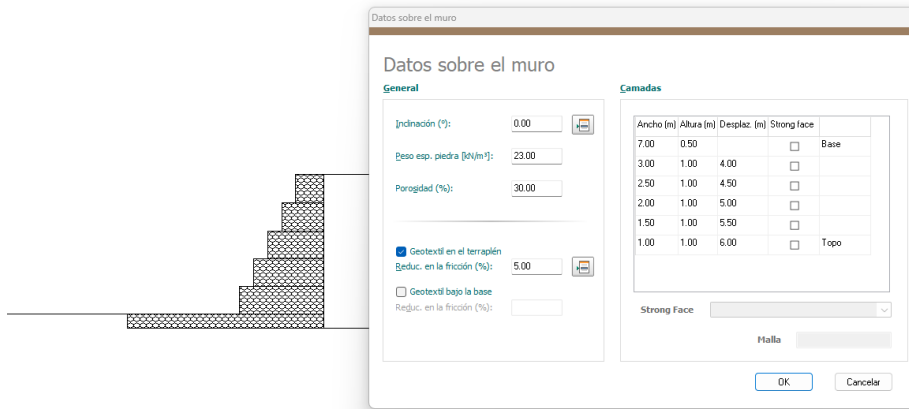 Datos sobre el muro
Datos sobre el muro
General
Inclinación (°): 0.00
Peso esp. piedra [kN/m³]: 23.00
Porosidad (%): 30.00
Geotextil en el terraplén
Reduc. en la fricción (%): 5.00
Geotextil bajo la base
Reduc. en la fricción (%):
Camadas
Ancho (m) Altura (m) Desplaz. (m) Strong face
7.00 0.50 Base
3.00 1.00 4.00
2.50 1.00 4.50
2.00 1.00 5.00
1.50 1.00 5.50
1.00 1.00 6.00 Topo
Strong Face
Malla
OK Cancelar